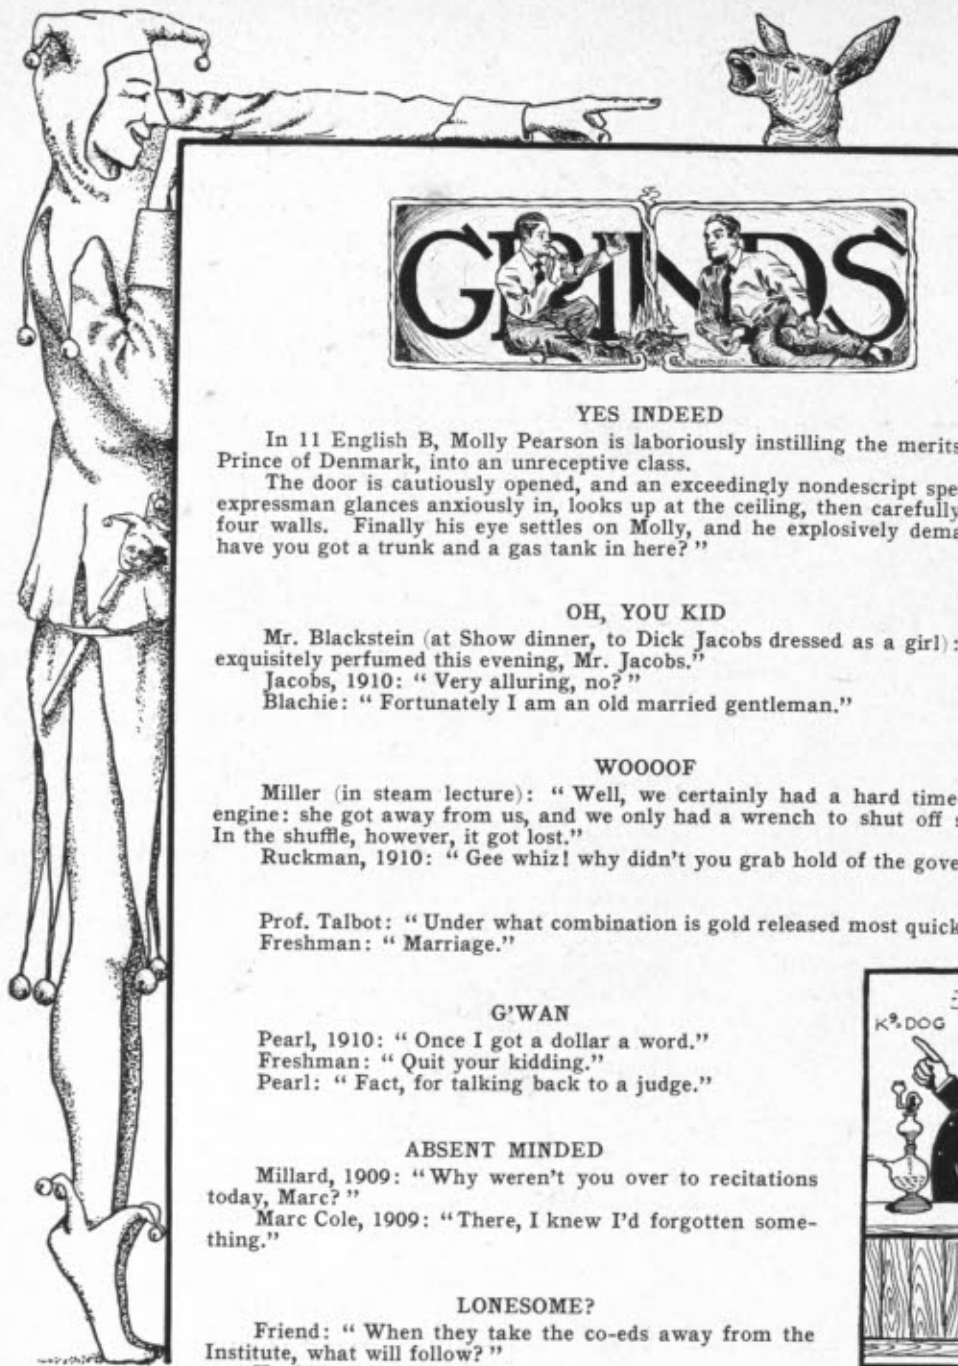 GRINDS
YES INDEED
In 11 English B, Molly Pearson is laboriously instilling the merits
Prince of Denmark, into an unreceptive class.
The door is cautiously opened, and an exceedingly nondescript spe
expressman glances anxiously in, looks up at the ceiling, then carefully
four walls. Finally his eye settles on Molly, and he explosively dema
have you got a trunk and a gas tank in here? "
OH, YOU KID
Mr. Blackstein (at Show dinner, to Dick Jacobs dressed as a girl):
exquisitely perfumed this evening, Mr. Jacobs."
Jacobs, 1910: " Very alluring, no? "
Blachie: " Fortunately I am an old married gentleman."
WOOOOF
Miller (in steam lecture): " Well, we certainly had a hard time
engine: she got away from us, and we only had a wrench to shut off s
In the shuffle, however, it got lost."
Ruckman, 1910: " Gee whiz! why didn't you grab hold of the gove
Prof. Talbot: " Under what combination is gold released most quick
Freshman: " Marriage."
G'WAN
Pearl, 1910: " Once I got a dollar a word."
Freshman: " Quit your kidding."
Pearl: " Fact, for talking back to a judge."
K9. DOG
ABSENT MINDED
Millard, 1909: "Why weren't you over to recitations
today, Marc? "
Marc Cole, 1909: "There, I knew I'd forgotten some-
thing."
LONESOME?
Friend: " When they take the co-eds away from the
Institute, what will follow? "